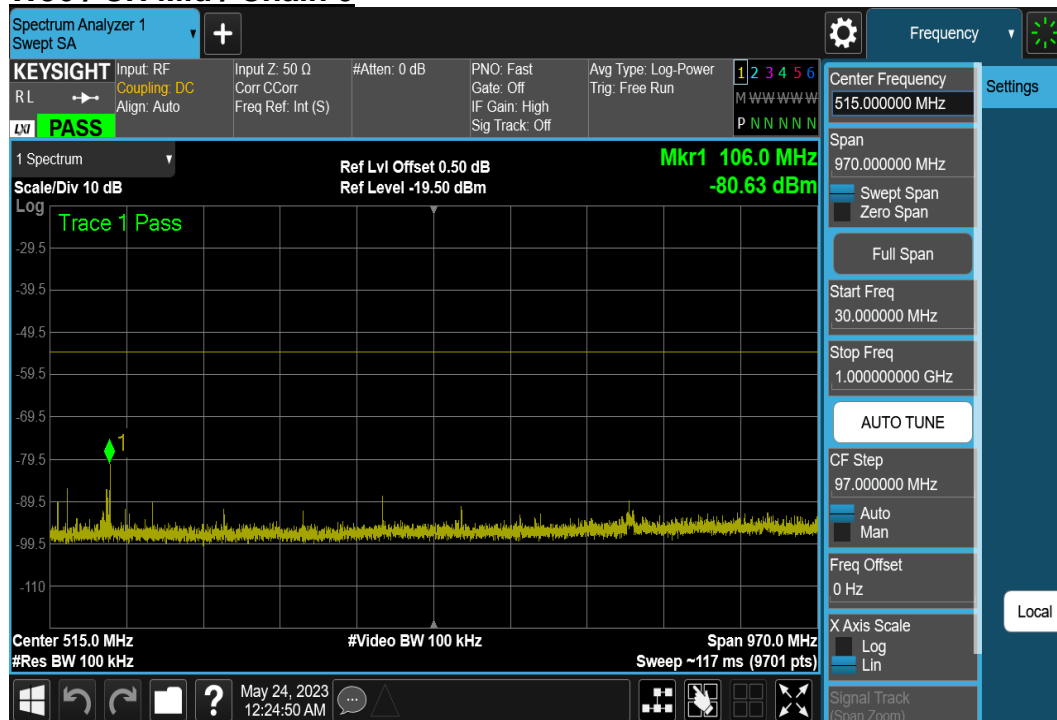 Spectrum Analyzer 1
Swept SA
Frequency
KEYSIGHT
Input: RF
Coupling: DC
Align: Auto
Input Z: 50 Ω
Corr CCorr
Freq Ref: Int (S)
#Atten: 0 dB
PNO: Fast
Gate: Off
IF Gain: High
Sig Track: Off
Avg Type: Log-Power
Trig: Free Run
1 2 3 4 5 6
M W W W W W
P N N N N N
R L
LXI
PASS
1 Spectrum
Scale/Div 10 dB
Ref Lvl Offset 0.50 dB
Ref Level -19.50 dBm
Mkr1 106.0 MHz
-80.63 dBm
Log
Trace 1 Pass
-29.5
-39.5
-49.5
-59.5
-69.5
1
-79.5
-89.5
-99.5
-110
Center 515.0 MHz
#Video BW 100 kHz
Span 970.0 MHz
#Res BW 100 kHz
Sweep ~117 ms (9701 pts)
?
May 24, 2023
12:24:50 AM
Center Frequency
515.000000 MHz
Span
970.000000 MHz
Swept Span
Zero Span
Full Span
Start Freq
30.000000 MHz
Stop Freq
1.000000000 GHz
AUTO TUNE
CF Step
97.000000 MHz
Auto
Man
Freq Offset
0 Hz
X Axis Scale
Log
Lin
Signal Track
(Span Zoom)
Settings
Local